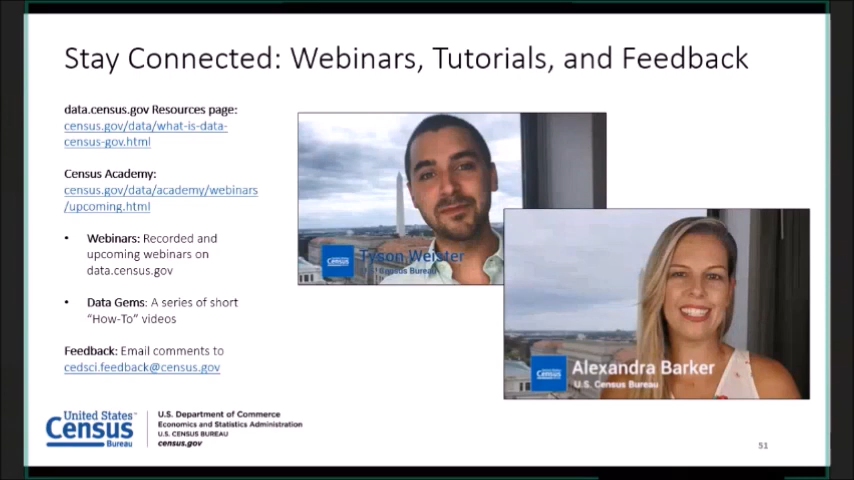 Stay Connected: Webinars, Tutorials, and Feedback
data.census.gov Resources page:
census.gov/data/what-is-data-
census-gov.html
Census Academy:
census.gov/data/academy/webinars
/upcoming.html
• Webinars: Recorded and
upcoming webinars on
data.census.gov
• Data Gems: A series of short
“How-To” videos
Feedback: Email comments to
cedsci.feedback@census.gov
Census
Tyson Weister
U.S. Census Bureau
Census
Alexandra Barker
U.S. Census Bureau
United States™
Census
Bureau
U.S. Department of Commerce
Economics and Statistics Administration
U.S. CENSUS BUREAU
census.gov
51